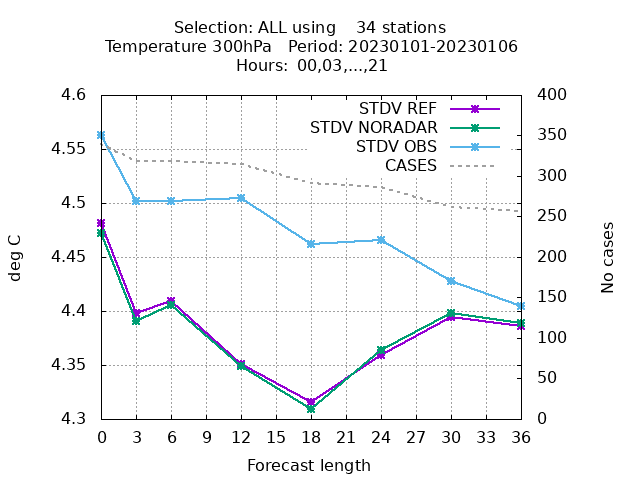 Selection: ALL using    34 stations
Temperature 300hPa   Period: 20230101-20230106
Hours: 00,03,...,21
4.6
4.55
4.5
4.45
4.4
4.35
4.3
deg C
STDV REF
STDV NORADAR
STDV OBS
CASES
400
350
300
250
200
150
100
50
0
No cases
0 3 6 9 12 15 18 21 24 27 30 33 36
Forecast length